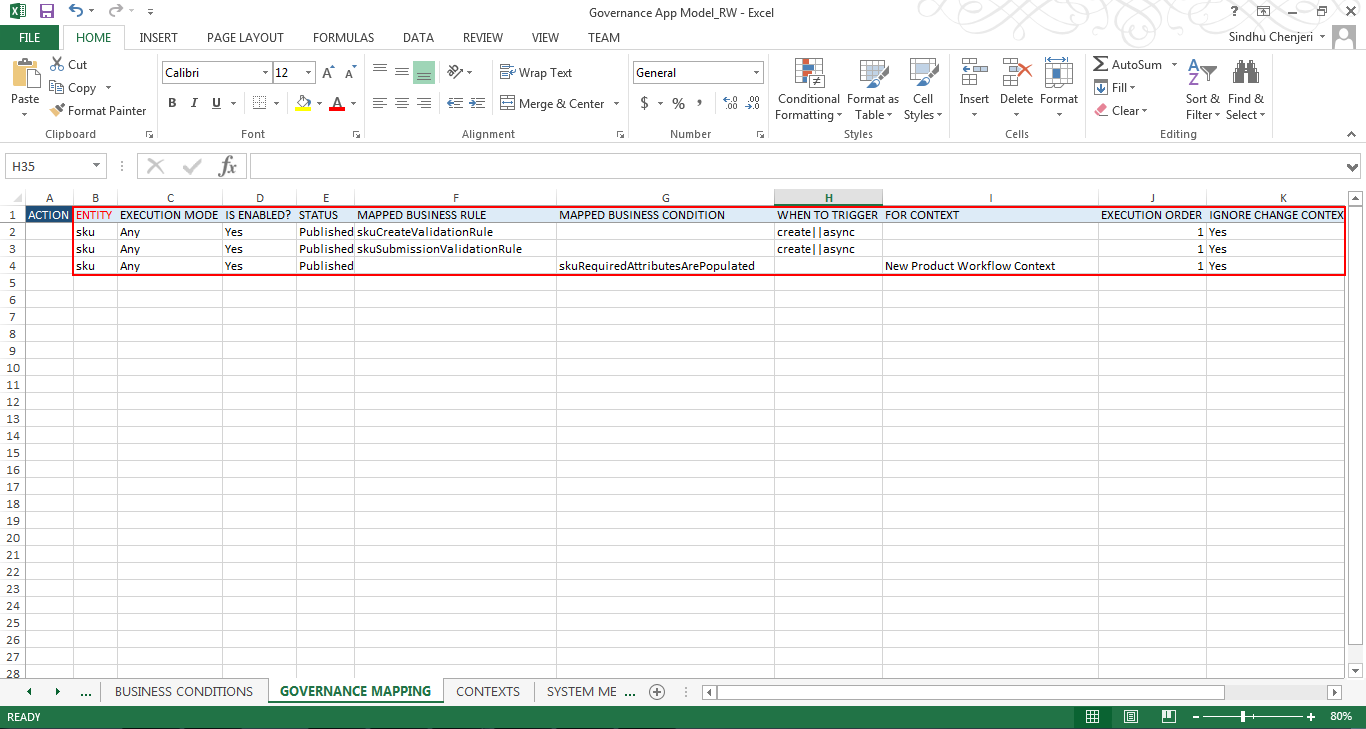 Governance App Model_RW - Excel
?
FILE HOME INSERT PAGE LAYOUT FORMULAS DATA REVIEW VIEW TEAM Sindhu Chenjeri
Paste
Cut
Copy
Format Painter
Clipboard
Calibri 12
B I U
Font
Wrap Text
Merge & Center
Alignment
General
$ % ,
Number
Conditional Formatting
Format as Table
Cell Styles
Styles
Insert Delete Format
Cells
AutoSum
Fill
Clear
Sort & Filter
Find & Select
Editing
H35 fx
A B C D E F G H I J K
1 ACTION ENTITY EXECUTION MODE IS ENABLED? STATUS MAPPED BUSINESS RULE MAPPED BUSINESS CONDITION WHEN TO TRIGGER FOR CONTEXT EXECUTION ORDER IGNORE CHANGE CONTEX
2 sku Any Yes Published skuCreateValidationRule create||async 1 Yes
3 sku Any Yes Published skuSubmissionValidationRule create||async 1 Yes
4 sku Any Yes Published skuRequiredAttributesArePopulated New Product Workflow Context 1 Yes
5
6
7
8
9
10
11
12
13
14
15
16
17
18
19
20
21
22
23
24
25
26
27
28
... BUSINESS CONDITIONS GOVERNANCE MAPPING CONTEXTS SYSTEM ME ...
READY 80%